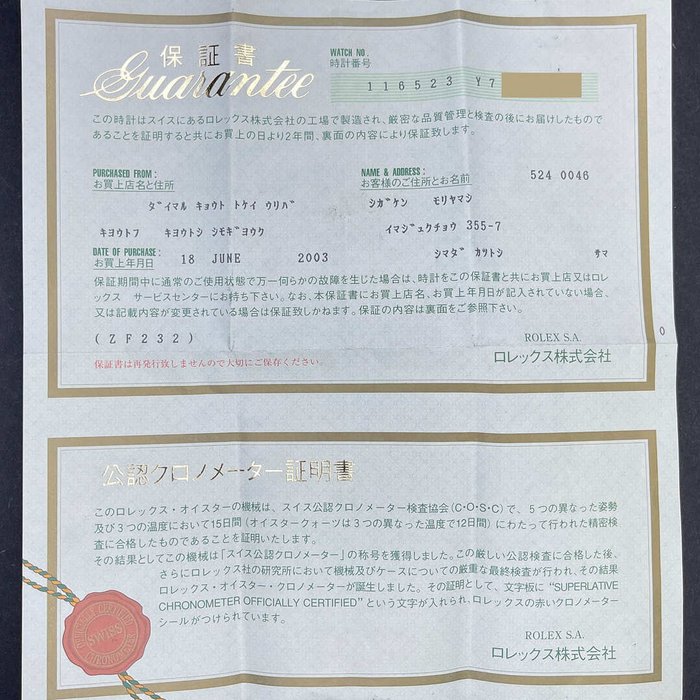 保証書
Guarantee
WATCH NO.
時計番号
116523 Y7
この時計はスイスにあるロレックス株式会社の工場で製造され、厳密な品質管理と検査の後にお届けしたもので
あることを証明すると共にお買上の日より2年間、裏面の内容により保証致します。
PURCHASED FROM:
お買上店名と住所
NAME & ADDRESS:
お客様のご住所とお名前
524 0046
ダイマル キョウト トケイ ウリバ
シガケン モリヤマシ
キヨウトフ キヨウトシ シモギヨウク
イマジュクチョウ 355-7
DATE OF PURCHASE:
お買上年月日
18 JUNE 2003
シマダ カツトシ サマ
保証期間中に通常のご使用状態で万一何らかの故障を生じた場合は、時計をこの保証書と共にお買上店又はロレ
ックス サービスセンターにお持ち下さい。なお、本保証書にお買上店名、お買上年月日が記入されていない場合、
又は記載内容が変更されている場合は保証致しかねます。保証の内容は裏面をご参照下さい。
(ZF232)
ROLEX S.A.
ロレックス株式会社
保証書は再発行致しませんので大切にご保存ください。
0
公認クロノメーター証明書
このロレックス・オイスターの機械は、スイス公認クロノメーター検査協会(C・O・S・C)で、5つの異なった姿勢
及び3つの温度において15日間(オイスタークォーツは3つの異なった温度で12日間)にわたって行われた精密検
査に合格したものであることを証明いたします。
その結果としてこの機械は「スイス公認クロノメーター」の称号を獲得しました。この厳しい公認検査に合格した後、
さらにロレックス社の研究所において機械及びケースについての厳重な最終検査が行われ、その結果
ロレックス・オイスター・クロノメーターが誕生しました。その証明として、文字板に“SUPERLATIVE
CHRONOMETER OFFICIALLY CERTIFIED”という文字が入れられ、ロレックスの赤いクロノメーター
シールがつけられています。
ROLEX S.A.
ロレックス株式会社
OFFICIALLY CERTIFIED
SWISS
CHRONOMETER